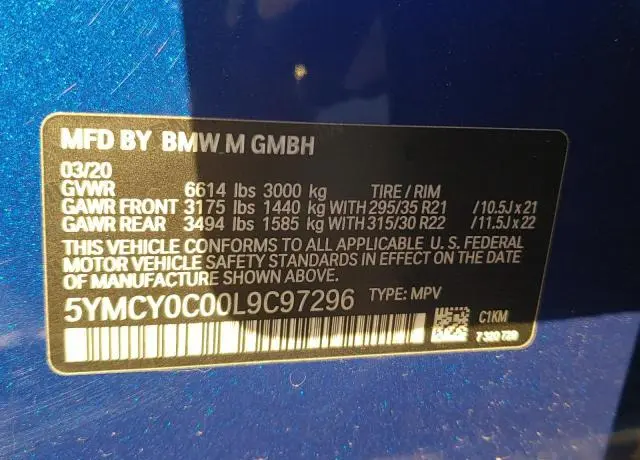 MFD BY BMW M GMBH
03/20
GVWR 6614 lbs 3000 kg TIRE / RIM
GAWR FRONT 3175 lbs 1440 kg WITH 295/35 R21 /10.5J x 21
GAWR REAR 3494 lbs 1585 kg WITH 315/30 R22 /11.5J x 22
THIS VEHICLE CONFORMS TO ALL APPLICABLE U. S. FEDERAL
MOTOR VEHICLE SAFETY STANDARDS IN EFFECT ON THE DATE
OF MANUFACTURE SHOWN ABOVE.
5YMCY0C00L9C97296 TYPE: MPV
C1KM